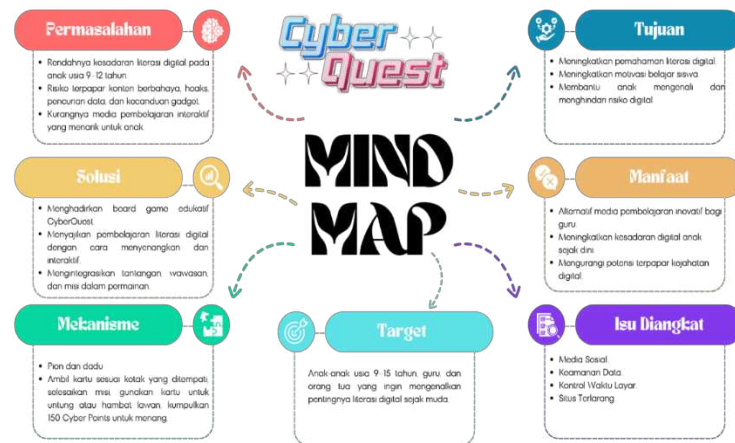 Cyber
Quest
MIND
MAP
Permasalahan
• Rendahnya kesadaran literasi digital pada
anak usia 9-12 tahun.
• Risiko terpapar konten berbahaya, hoaks,
pencurian data, dan kecanduan gadget.
• Kurangnya media pembelajaran interaktif
yang menarik untuk anak
Tujuan
• Meningkatkan pemahaman literasi digital.
• Meningkatkan motivasi belajar siswa.
• Membantu anak mengenali dan
menghindari risiko digital
Solusi
• Menghadirkan board game edukatif
CyberQuest.
• Menyajikan pembelajaran literasi digital
dengan cara menyenangkan dan
interaktif.
• Mengintegrasikan tantangan, wawasan,
dan misi dalam permainan.
Manfaat
• Alternatif media pembelajaran inovatif bagi
guru
• Meningkatkan kesadaran digital anak
sejak dini.
• Mengurangi potensi terpapar kejahatan
digital.
Mekanisme
• Pion dan dadu
• Ambil kartu sesuai kotak yang ditempati,
selesaikan misi, gunakan kartu untuk
untung atau hambat lawan, kumpulkan
150 Cyber Points untuk menang.
Target
Anak-anak usia 9-15 tahun, guru, dan
orang tua yang ingin mengenalkan
pentingnya literasi digital sejak muda.
Isu Diangkat
• Media Sosial.
• Keamanan Data.
• Kontrol Waktu Layar.
• Situs Terlarang